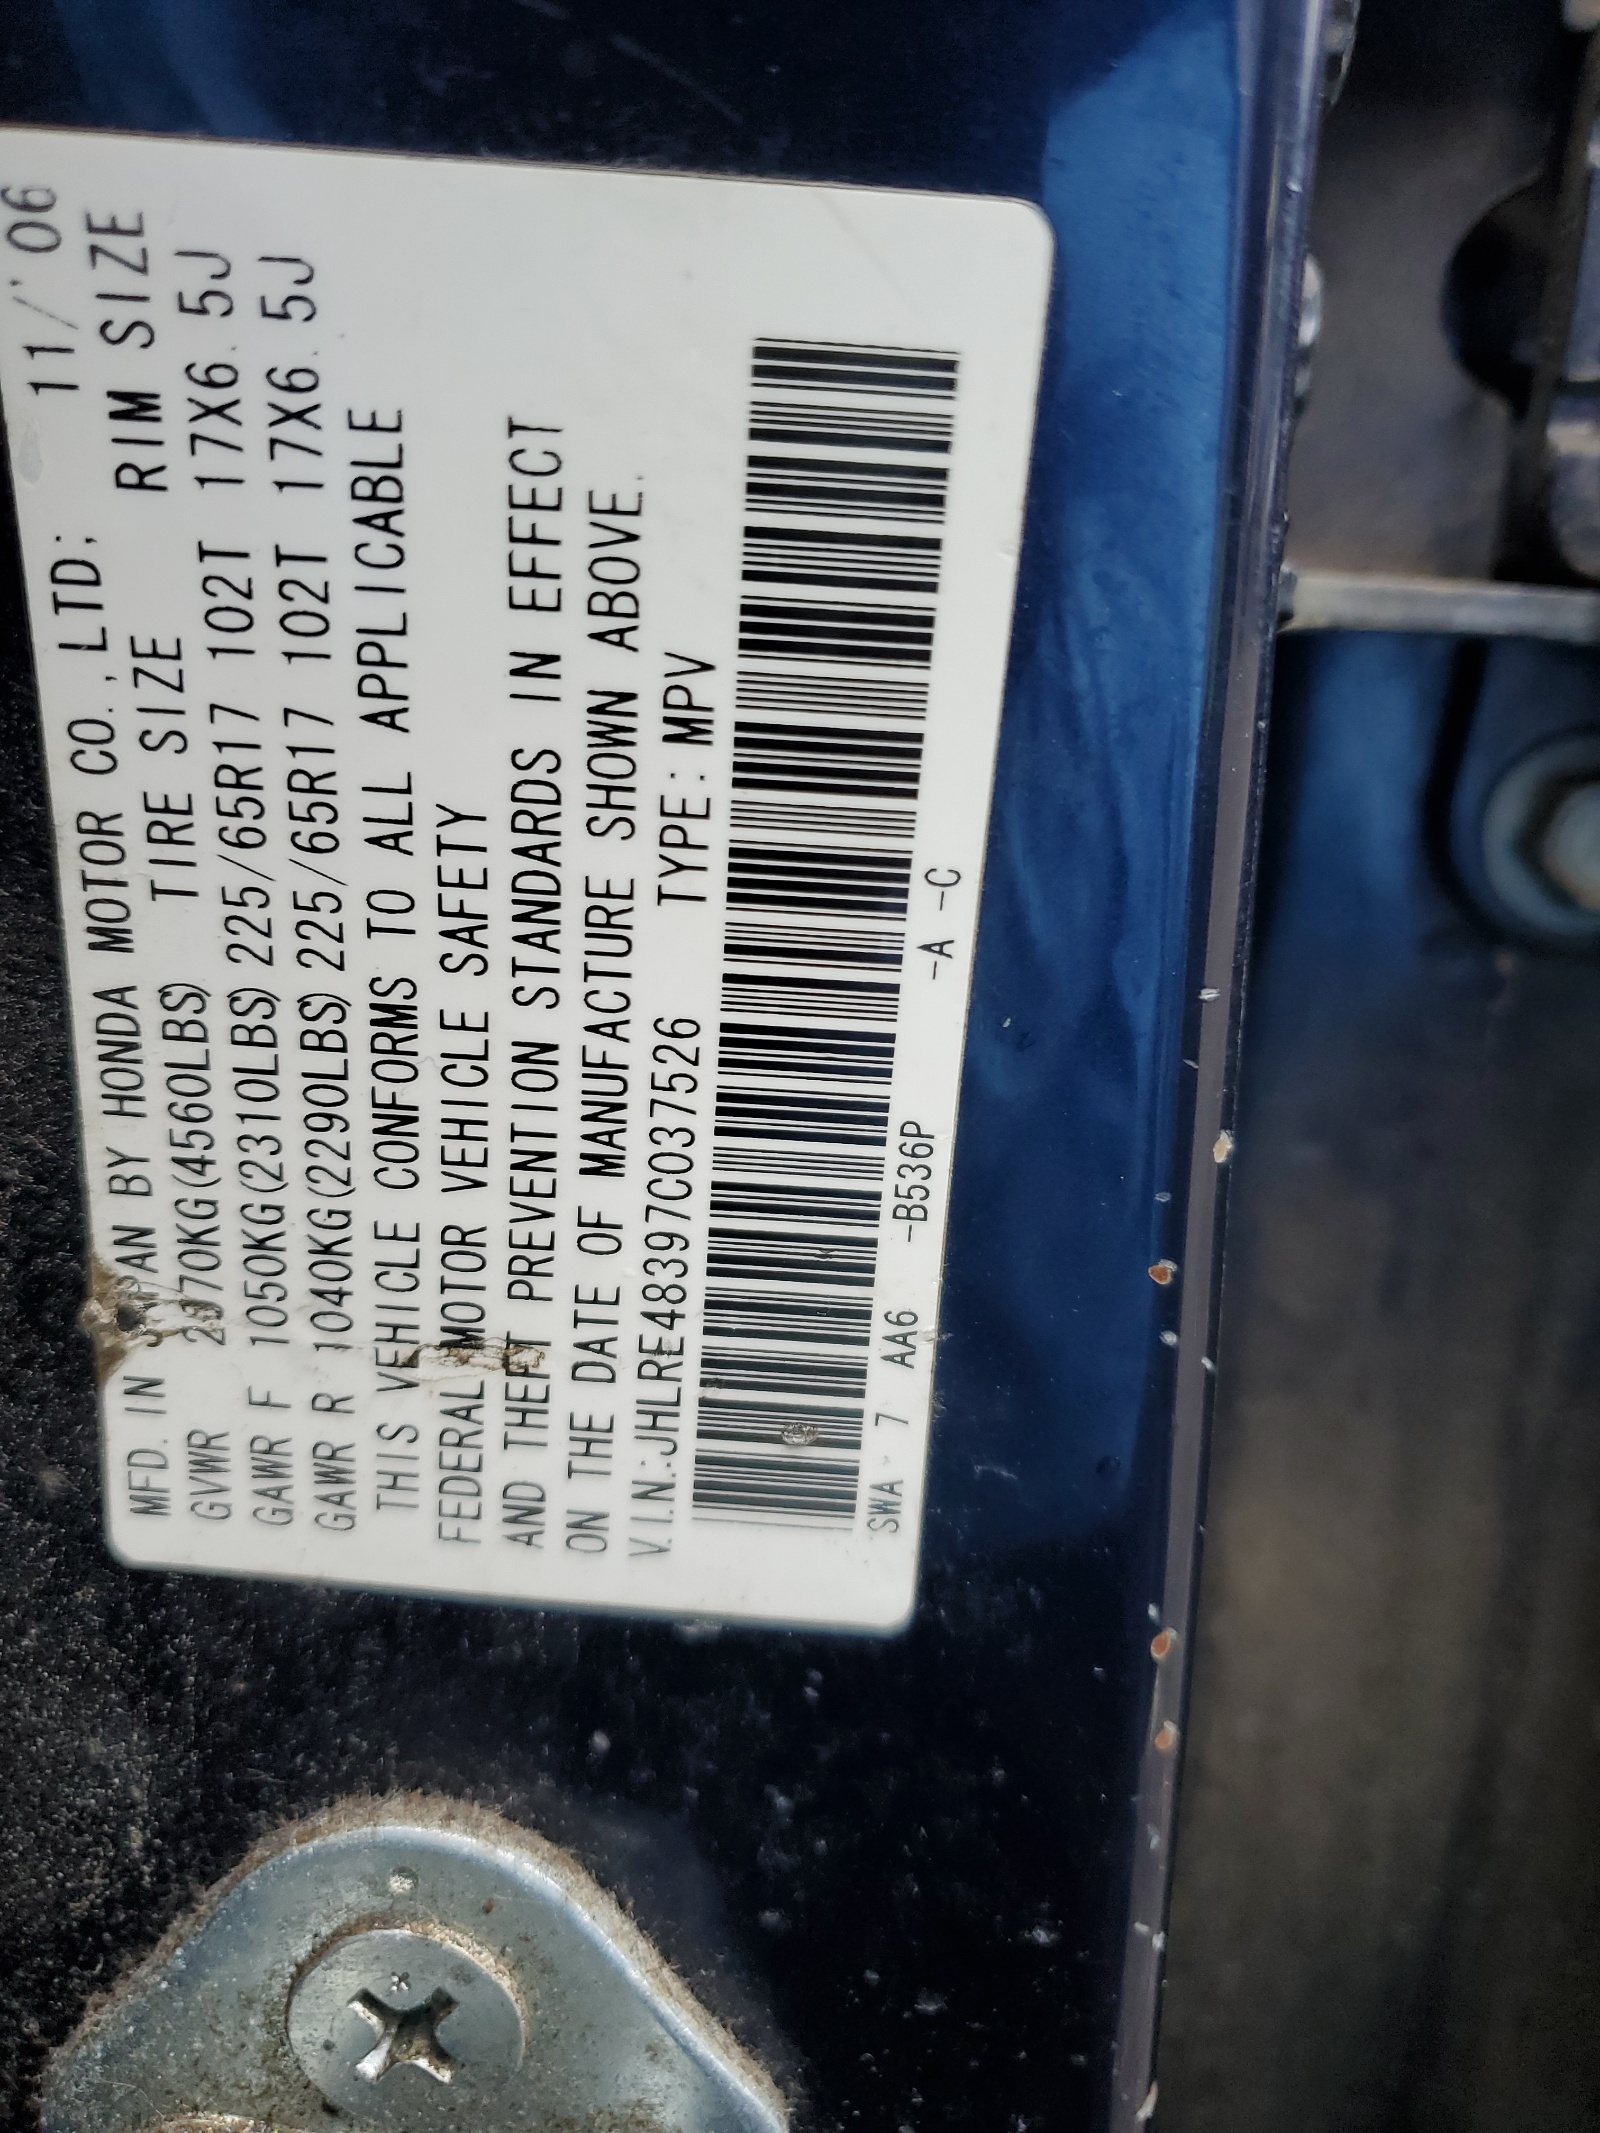 MFD. IN JAPAN BY HONDA MOTOR CO., LTD; 11/'06
GVWR 2070KG(4560LBS) TIRE SIZE RIM SIZE
GAWR F 1050KG(2310LBS) 225/65R17 102T 17X6.5J
GAWR R 1040KG(2290LBS) 225/65R17 102T 17X6.5J
THIS VEHICLE CONFORMS TO ALL APPLICABLE
FEDERAL MOTOR VEHICLE SAFETY
AND THEFT PREVENTION STANDARDS IN EFFECT
ON THE DATE OF MANUFACTURE SHOWN ABOVE.
V.I.N.:JHLRE48397C037526 TYPE: MPV
SWA - 7 AA6 -B536P -A -C